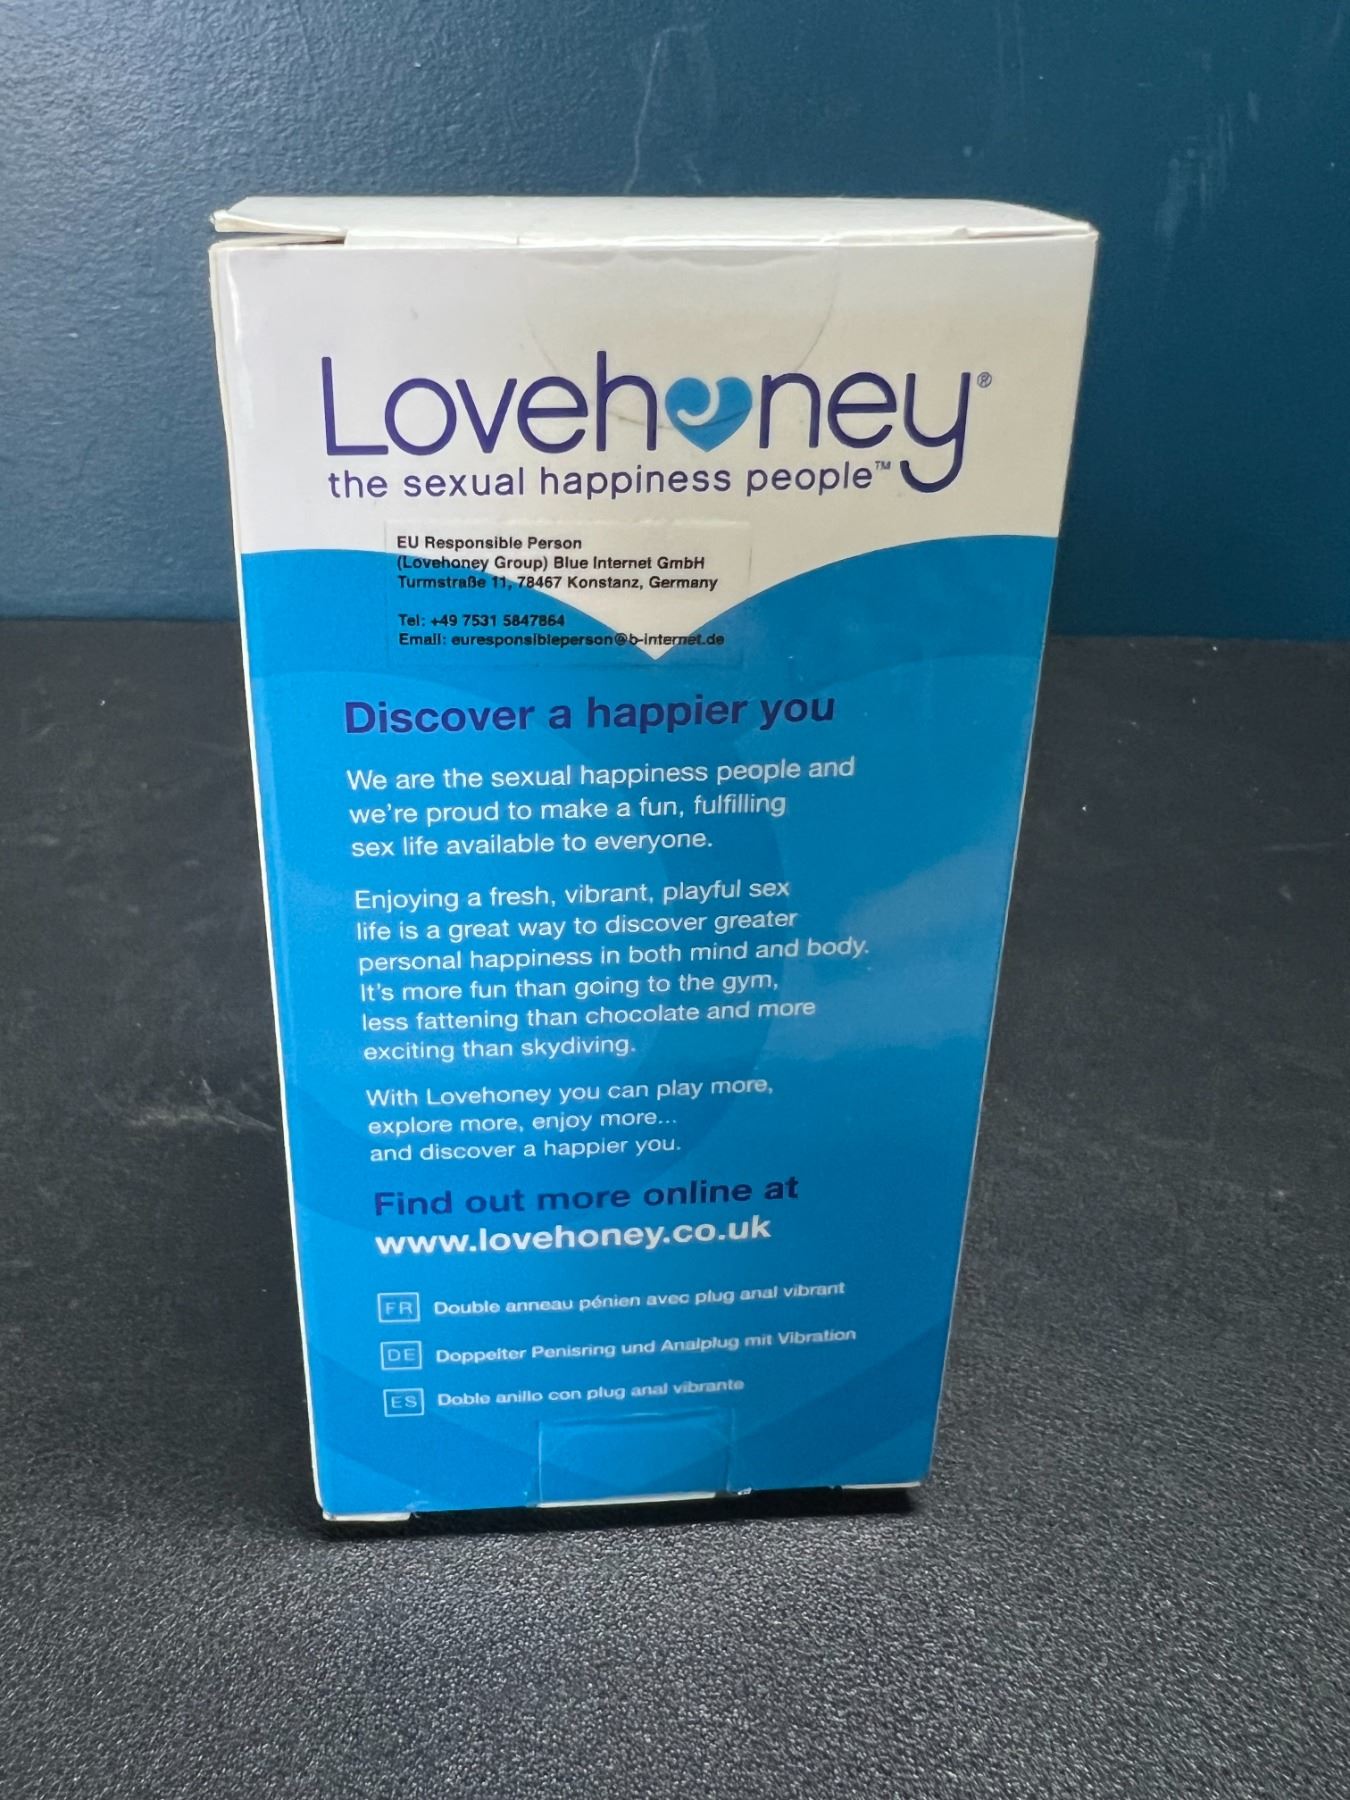 Lovehoney®
the sexual happiness people™
EU Responsible Person
(Lovehoney Group) Blue Internet GmbH
Turmstraße 11, 78467 Konstanz, Germany
Tel: +49 7531 5847864
Email: euresponsibleperson@b-internet.de
Discover a happier you
We are the sexual happiness people and
we're proud to make a fun, fulfilling
sex life available to everyone.
Enjoying a fresh, vibrant, playful sex
life is a great way to discover greater
personal happiness in both mind and body.
It's more fun than going to the gym,
less fattening than chocolate and more
exciting than skydiving.
With Lovehoney you can play more,
explore more, enjoy more...
and discover a happier you.
Find out more online at
www.lovehoney.co.uk
FR Double anneau pénien avec plug anal vibrant
DE Doppelter Penisring und Analplug mit Vibration
ES Doble anillo con plug anal vibrante